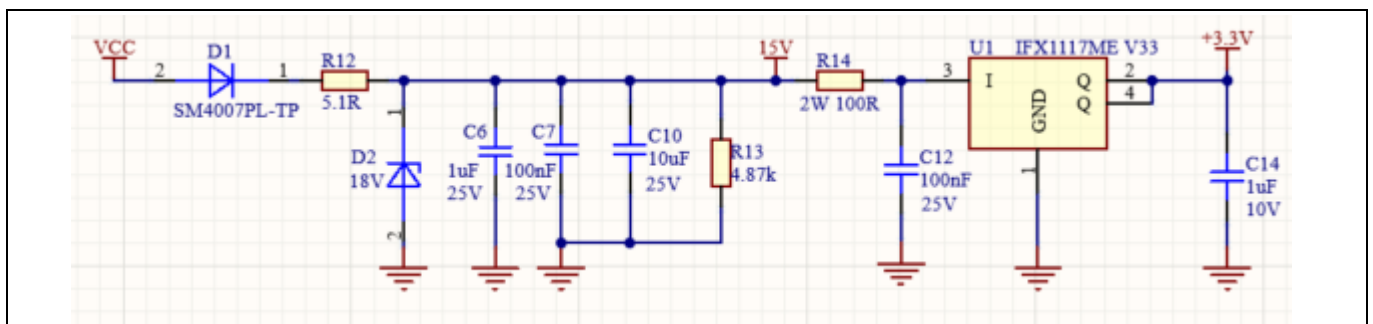 VCC
D1
2
1
SM4007PL-TP
R12
5.1R
1
D2
18V
2
C6
1uF
25V
C7
100nF
25V
C10
10uF
25V
R13
4.87k
15V
R14
2W 100R
C12
100nF
25V
U1 IFX1117ME V33
3
I
Q
2
Q
4
GND
1
+3.3V
C14
1uF
10V